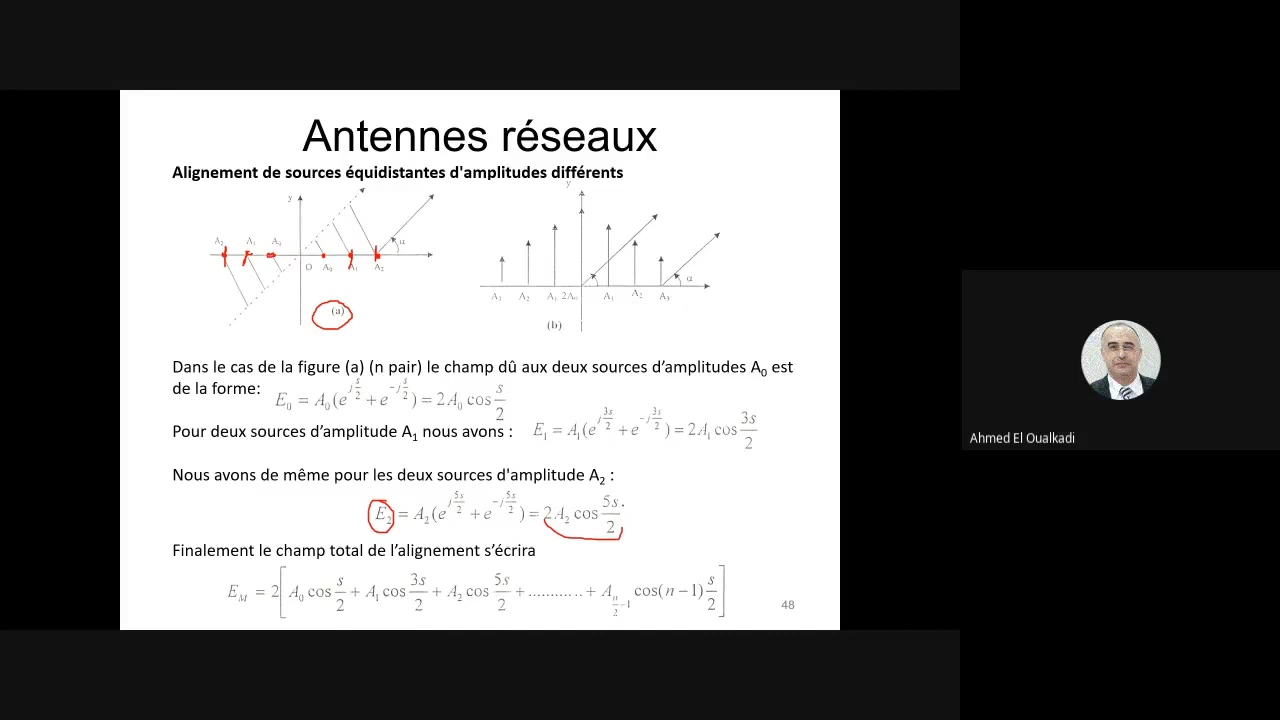 Antennes réseaux
Alignement de sources équidistantes d'amplitudes différents
y
A₂ A₁ A₀
α
O A₀ A₁ A₂
(a)
y
α
A₃ A₂ A₁ 2A₀ A₁ A₂ A₃
(b)
Dans le cas de la figure (a) (n pair) le champ dû aux deux sources d’amplitudes A₀ est
de la forme: E₀ = A₀(e^{j s/2} + e^{-j s/2}) = 2A₀ cos s/2
Pour deux sources d’amplitude A₁ nous avons : E₁ = A₁(e^{j 3s/2} + e^{-j 3s/2}) = 2A₁ cos 3s/2
Nous avons de même pour les deux sources d'amplitude A₂ :
E₂ = A₂(e^{j 5s/2} + e^{-j 5s/2}) = 2A₂ cos 5s/2.
Finalement le champ total de l’alignement s’écrira
E_M = 2[A₀ cos s/2 + A₁ cos 3s/2 + A₂ cos 5s/2 + ........... + A_{n/2 -1} cos(n-1) s/2]
48
Ahmed El Oualkadi